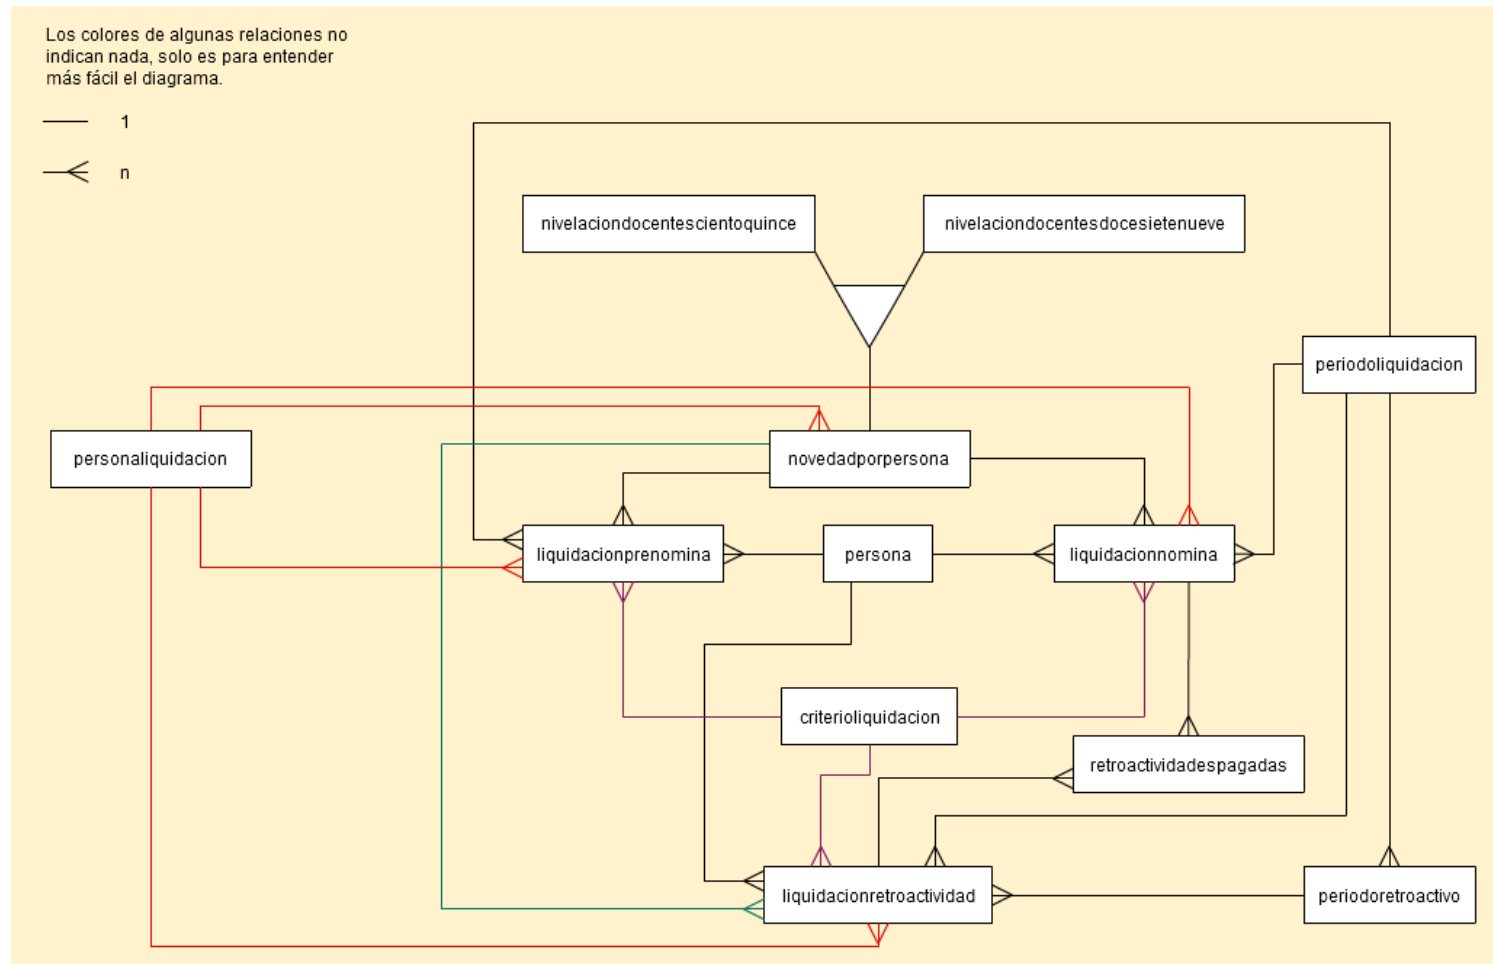 Los colores de algunas relaciones no
indican nada, solo es para entender
más fácil el diagrama.
1
n
nivelaciondocentescientoquince
nivelaciondocentesdocesietenueve
periodoliquidacion
personaliquidacion
novedadporpersona
liquidacionprenomina
persona
liquidacionnomina
criterioliquidacion
retroactividadespagadas
liquidacionretroactividad
periodoretroactivo